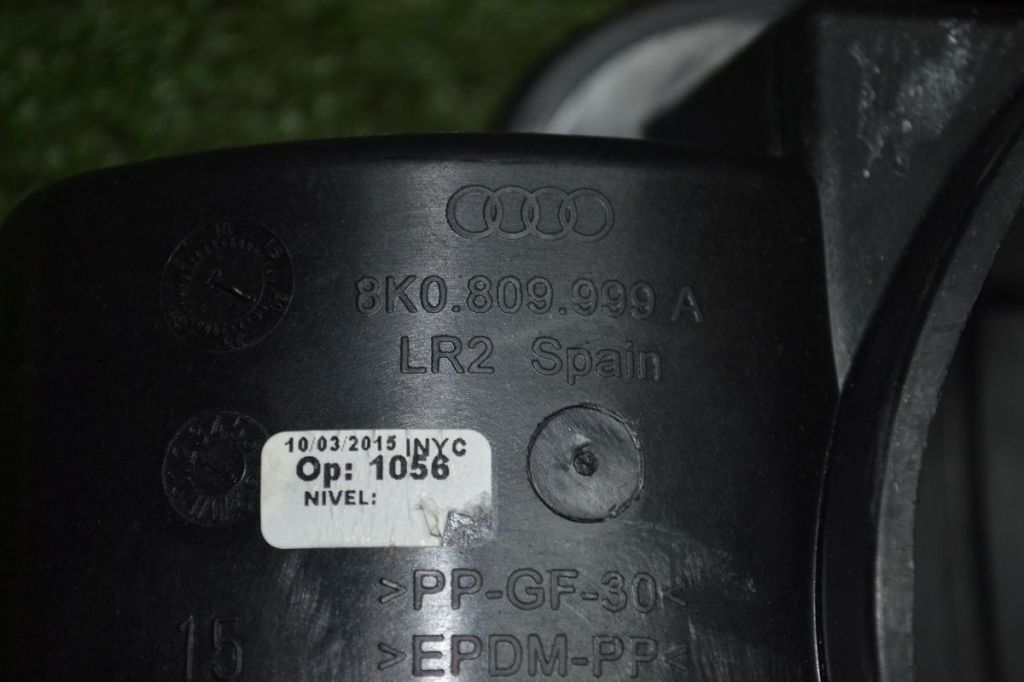 8K0.809.999 A
LR2 Spain
10/03/2015 INYC
Op: 1056
NIVEL:
>PP-GF-30<
15
>EPDM-PP<